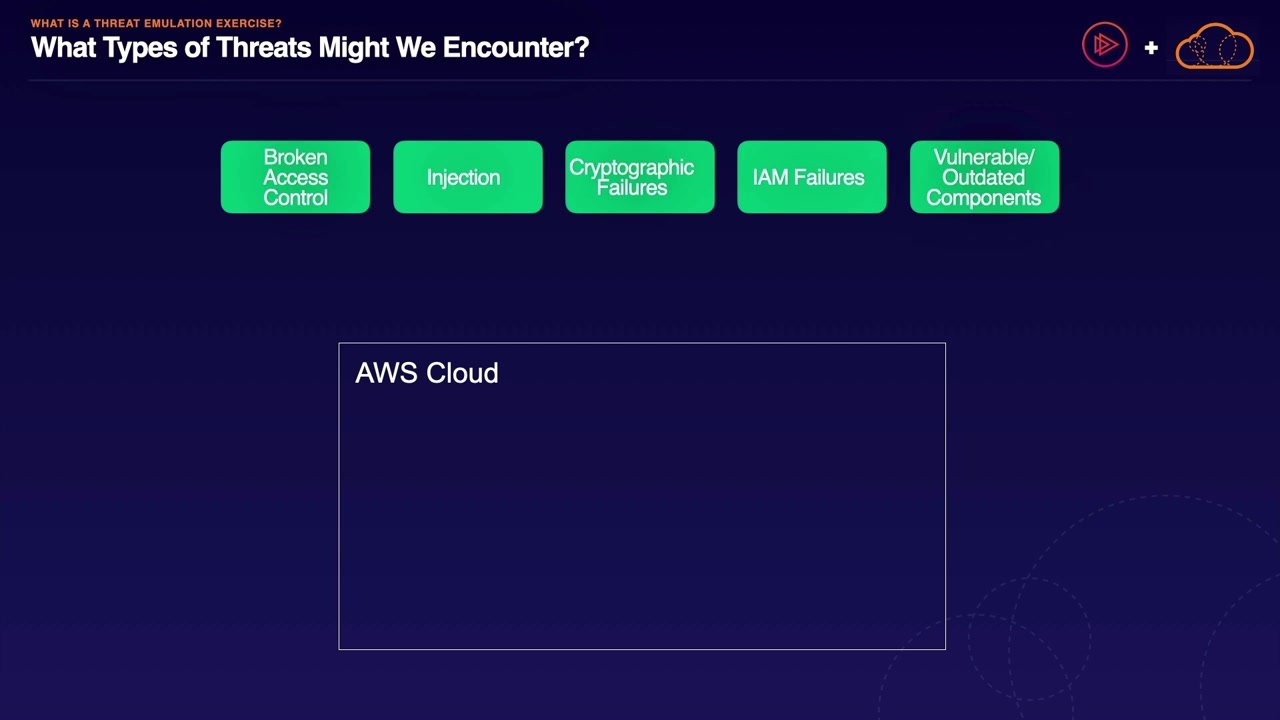 WHAT IS A THREAT EMULATION EXERCISE?
What Types of Threats Might We Encounter?
Broken
Access
Control
Injection
Cryptographic
Failures
IAM Failures
Vulnerable/
Outdated
Components
AWS Cloud